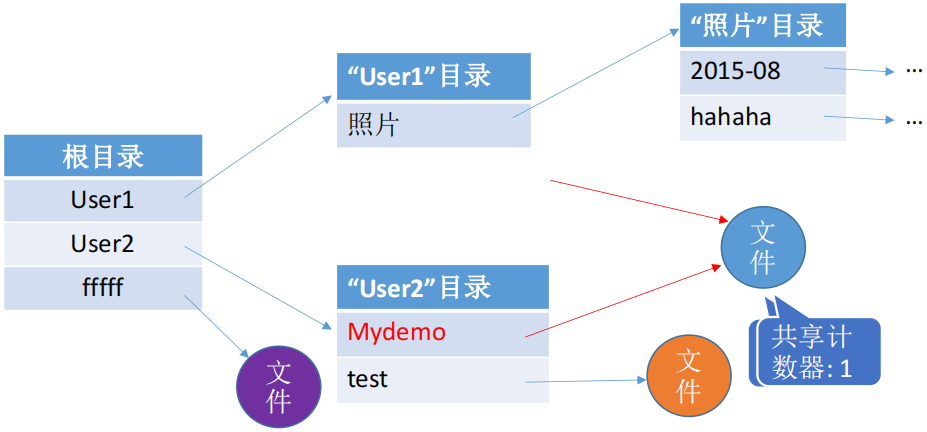 根目录
User1
User2
fffff
“User1”目录
照片
“照片”目录
2015-08
...
hahaha
...
“User2”目录
Mydemo
test
文
件
文
件
文
件
共享计
数器: 1